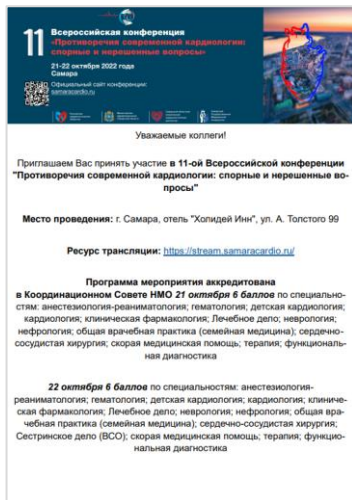 11
Всероссийская конференция
«Противоречия современной кардиологии:
спорные и нерешенные вопросы»
21-22 октября 2022 года
Самара
Официальный сайт конференции:
samaracardio.ru
Уважаемые коллеги!
Приглашаем Вас принять участие в 11-ой Всероссийской конференции
"Противоречия современной кардиологии: спорные и нерешенные во-
просы"
Место проведения: г. Самара, отель "Холидей Инн", ул. А. Толстого 99
Ресурс трансляции: https://stream.samaracardio.ru/
Программа мероприятия аккредитована
в Координационном Совете НМО 21 октября 6 баллов по специально-
стям: анестезиология-реаниматология; гематология; детская кардиология;
кардиология; клиническая фармакология; Лечебное дело; неврология;
нефрология; общая врачебная практика (семейная медицина); сердечно-
сосудистая хирургия; скорая медицинская помощь; терапия; функциональ-
ная диагностика
22 октября 6 баллов по специальностям: анестезиология-
реаниматология; гематология; детская кардиология; кардиология; клиниче-
ская фармакология; Лечебное дело; неврология; нефрология; общая вра-
чебная практика (семейная медицина); сердечно-сосудистая хирургия;
Сестринское дело (ВСО); скорая медицинская помощь; терапия; функцио-
нальная диагностика